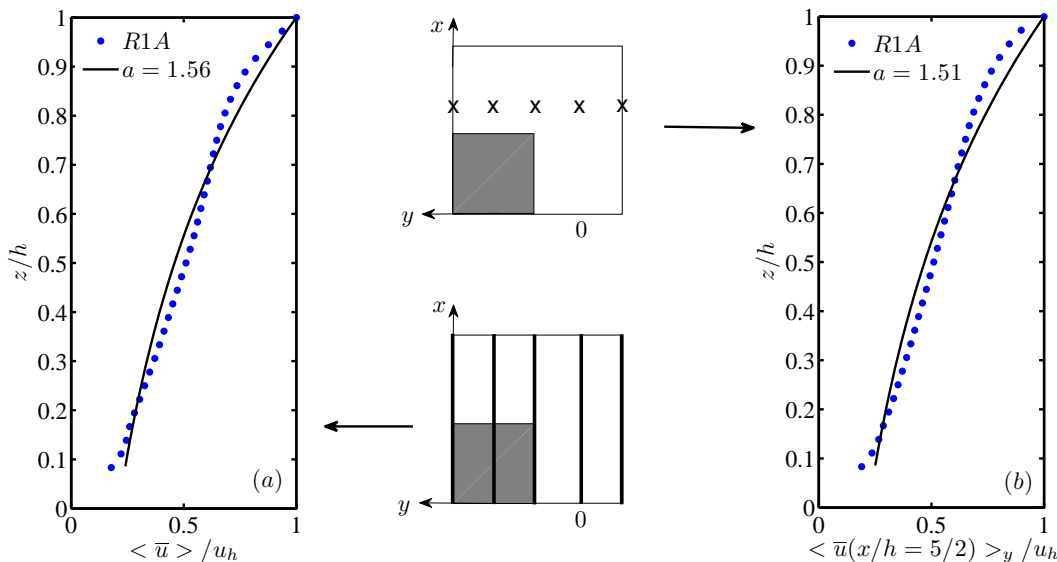 1
0.9
0.8
0.7
0.6
0.5
0.4
0.3
0.2
0.1
0
z/h
R1A
a = 1.56
(a)
0 0.5 1
< u̅ > /u_h
x
x x x x x
y
0
x
y
0
1
0.9
0.8
0.7
0.6
0.5
0.4
0.3
0.2
0.1
0
z/h
R1A
a = 1.51
(b)
0 0.5 1
< u̅(x/h = 5/2) >_y /u_h